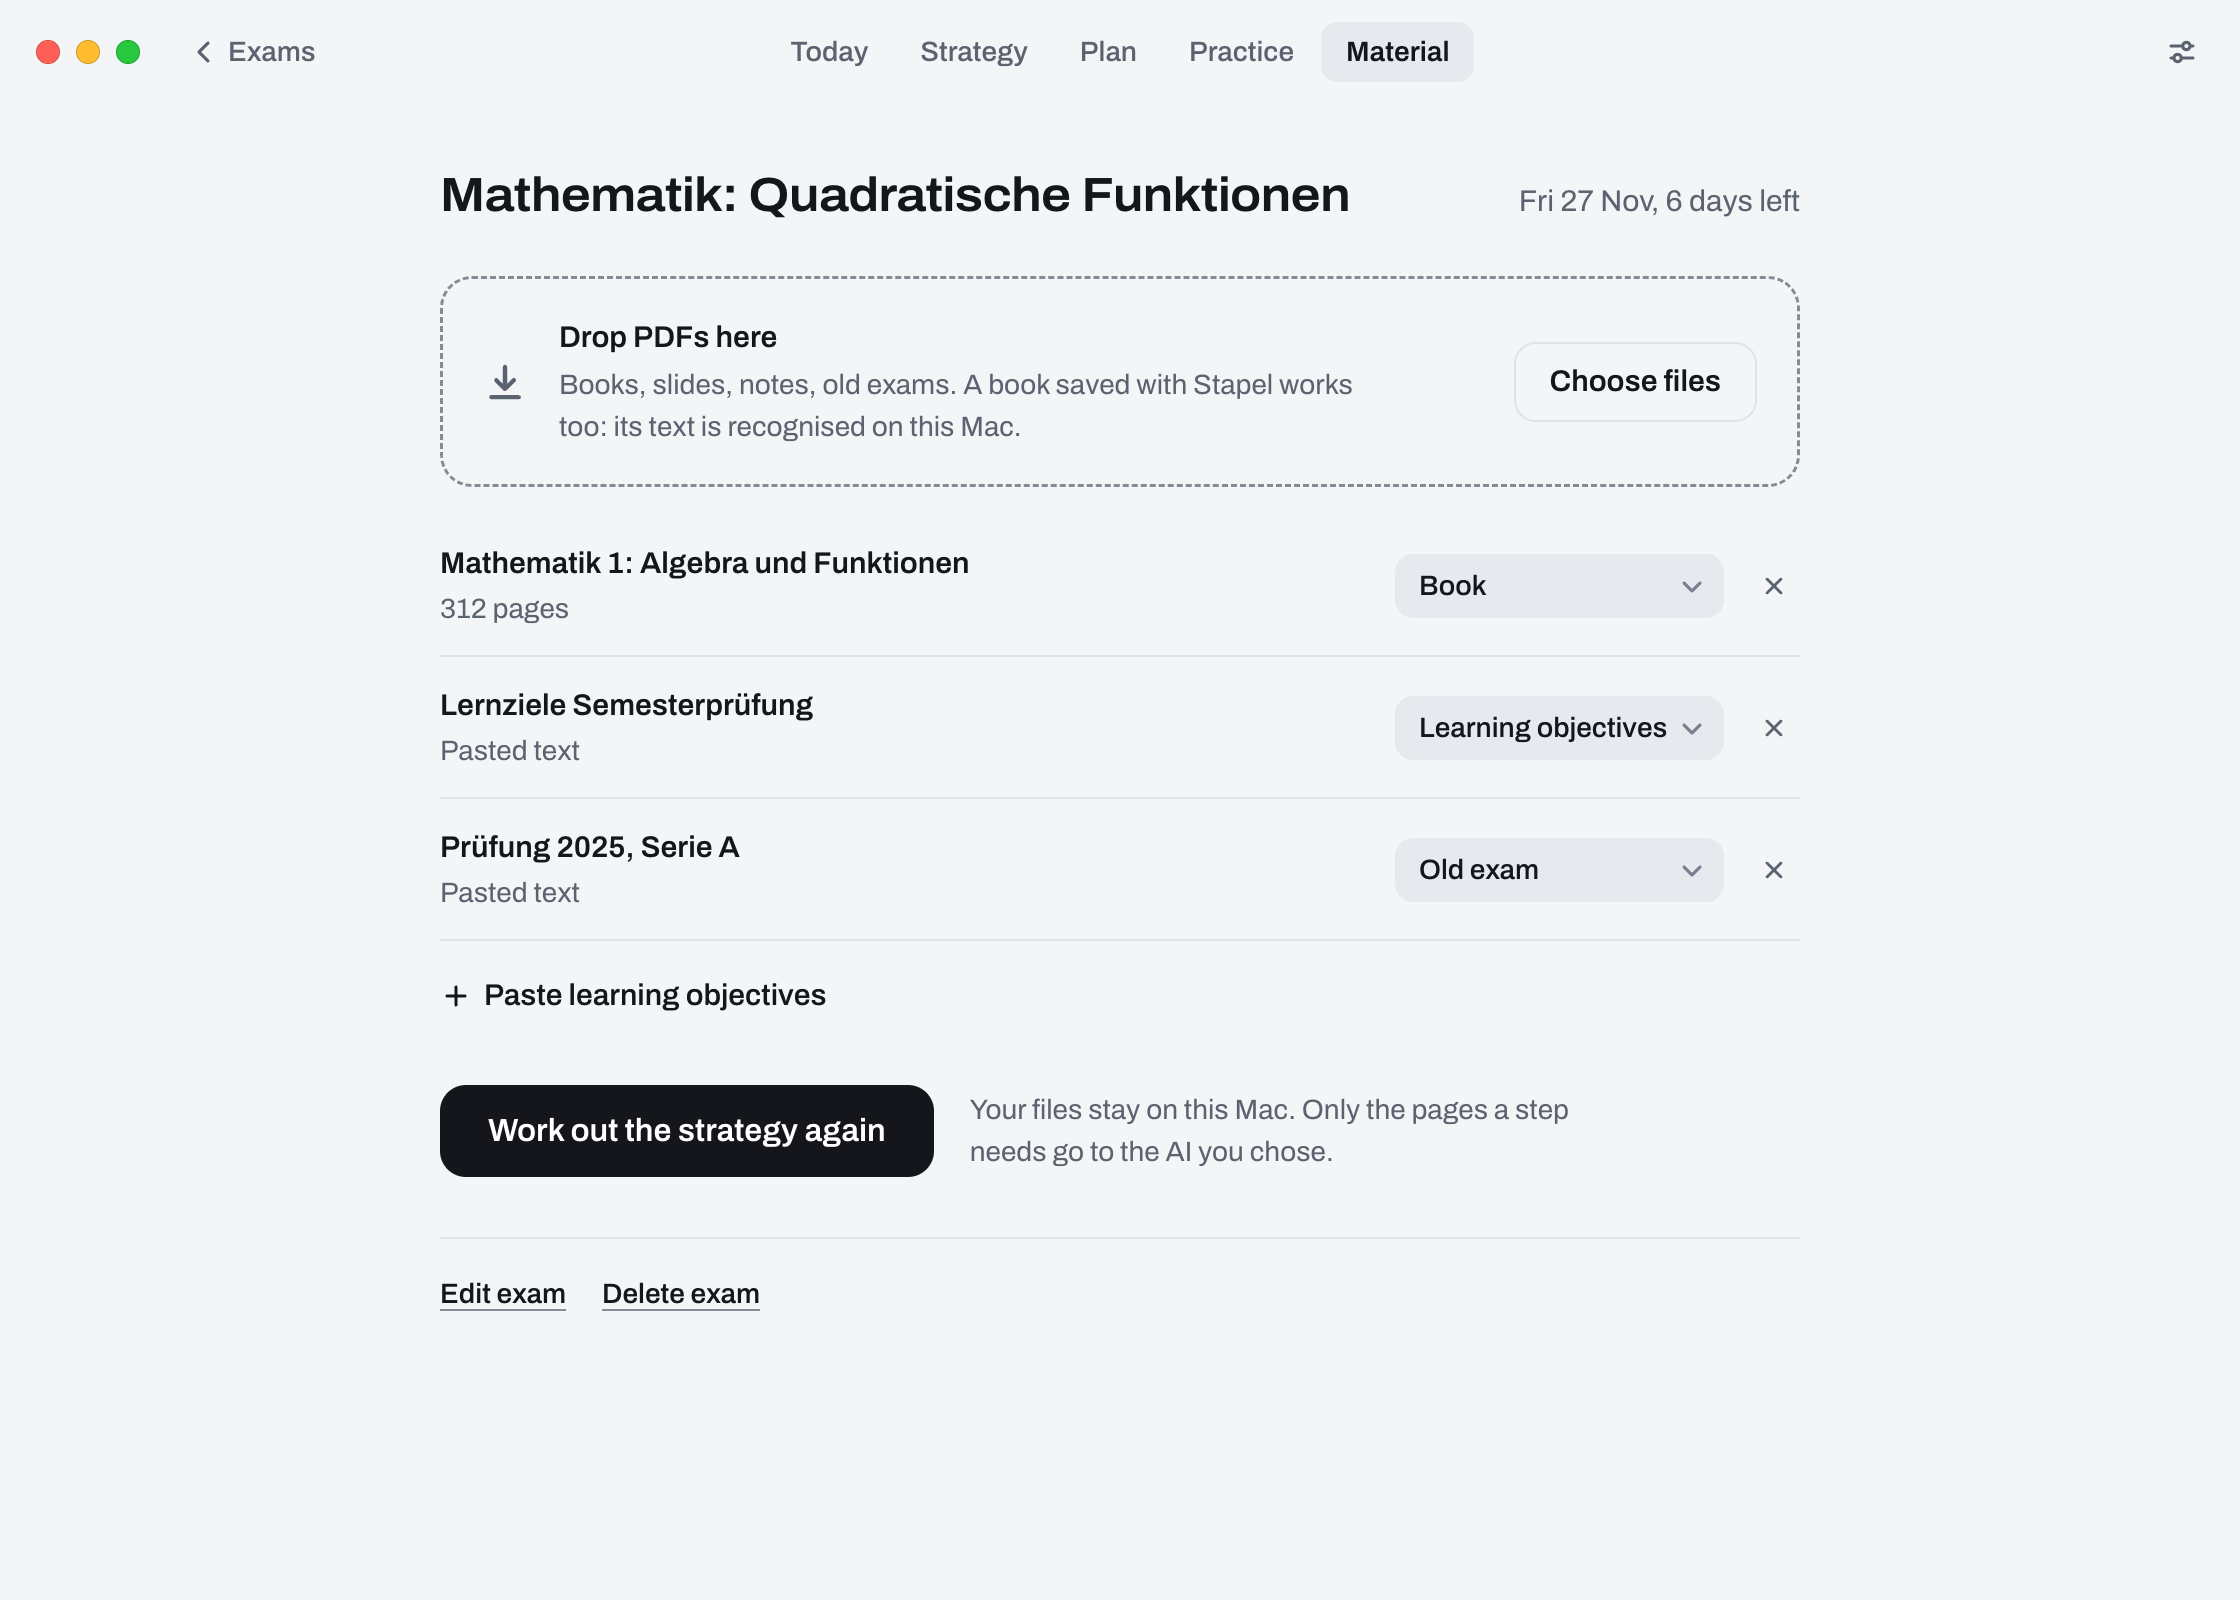 Exams
Today
Strategy
Plan
Practice
Material
Mathematik: Quadratische Funktionen
Fri 27 Nov, 6 days left
Drop PDFs here
Books, slides, notes, old exams. A book saved with Stapel works
too: its text is recognised on this Mac.
Choose files
Mathematik 1: Algebra und Funktionen
312 pages
Book
Lernziele Semesterprüfung
Pasted text
Learning objectives
Prüfung 2025, Serie A
Pasted text
Old exam
Paste learning objectives
Work out the strategy again
Your files stay on this Mac. Only the pages a step
needs go to the AI you chose.
Edit exam
Delete exam